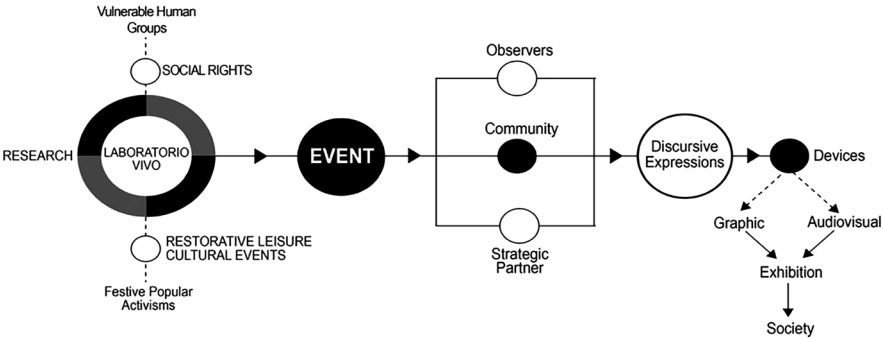 Vulnerable Human
Groups
SOCIAL RIGHTS
RESEARCH
LABORATORIO
VIVO
RESTORATIVE LEISURE
CULTURAL EVENTS
Festive Popular
Activisms
EVENT
Observers
Community
Strategic
Partner
Discursive
Expressions
Devices
Graphic
Audiovisual
Exhibition
Society